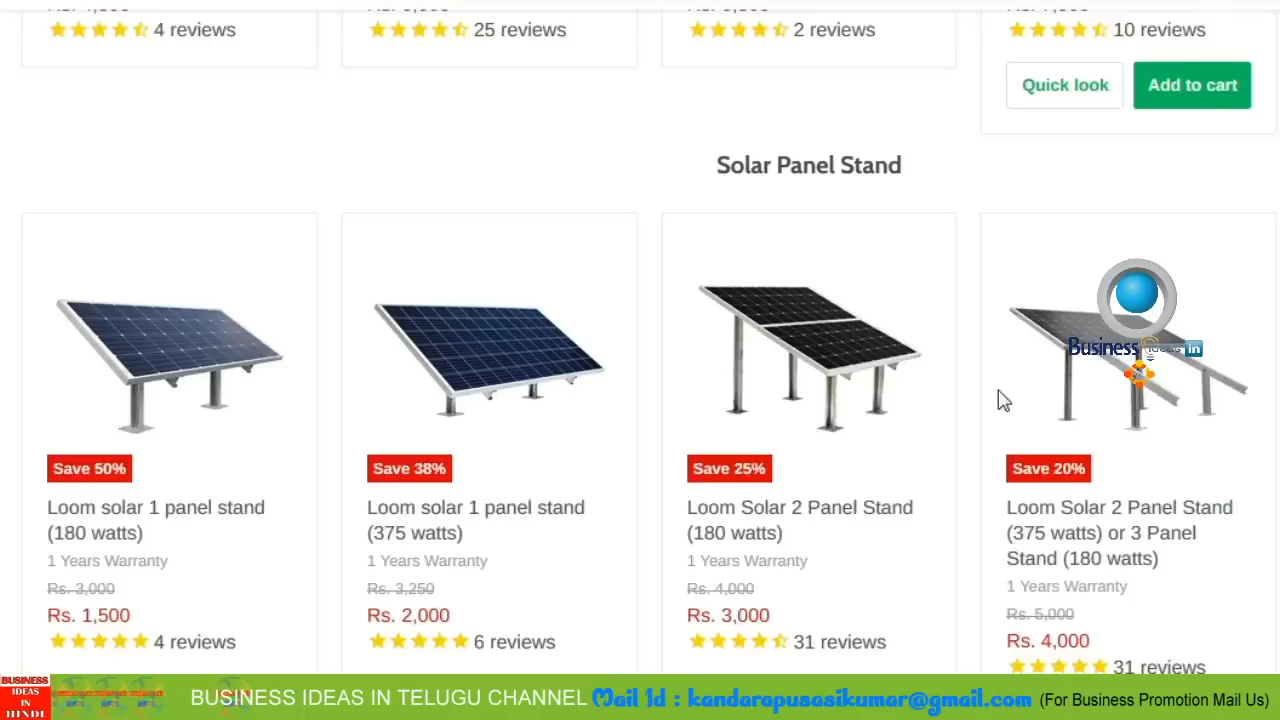 4 reviews
25 reviews
2 reviews
10 reviews
Quick look
Add to cart
Solar Panel Stand
Save 50%
Loom solar 1 panel stand
(180 watts)
1 Years Warranty
Rs. 3,000
Rs. 1,500
4 reviews
Save 38%
Loom solar 1 panel stand
(375 watts)
1 Years Warranty
Rs. 3,250
Rs. 2,000
6 reviews
Save 25%
Loom Solar 2 Panel Stand
(180 watts)
1 Years Warranty
Rs. 4,000
Rs. 3,000
31 reviews
Business
in
Save 20%
Loom Solar 2 Panel Stand
(375 watts) or 3 Panel
Stand (180 watts)
1 Years Warranty
Rs. 5,000
Rs. 4,000
31 reviews
BUSINESS
IDEAS
IN
HINDI
BUSINESS IDEAS IN TELUGU CHANNEL Mail Id : kandarapusasikumar@gmail.com (For Business Promotion Mail Us)